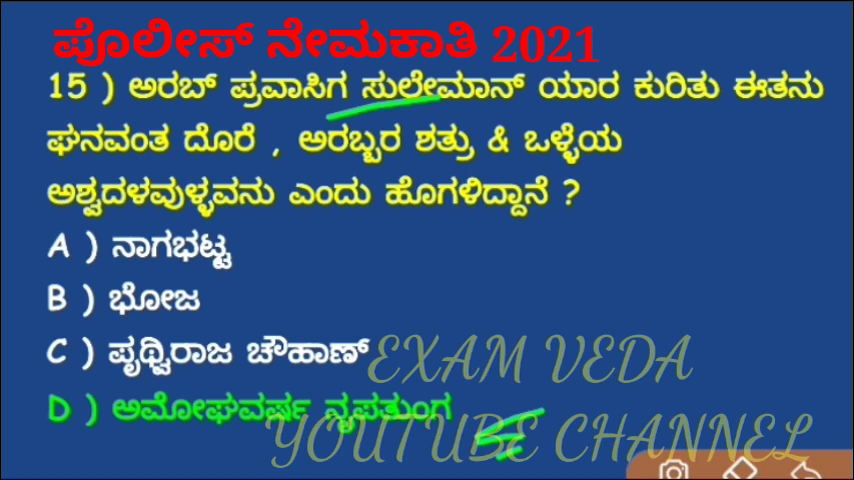 ಪೊಲೀಸ್ ನೇಮಕಾತಿ 2021
15 ) ಅರಬ್ ಪ್ರವಾಸಿಗ ಸುಲೇಮಾನ್ ಯಾರ ಕುರಿತು ಈತನು
ಘನವಂತ ದೊರೆ , ಅರಬ್ಬರ ಶತ್ರು & ಒಳ್ಳೆಯ
ಅಶ್ವದಳವುಳ್ಳವನು ಎಂದು ಹೊಗಳಿದ್ದಾನೆ ?
A ) ನಾಗಭಟ್ಟ
B ) ಭೋಜ
C ) ಪೃಥ್ವಿರಾಜ ಚೌಹಾಣ್
D ) ಅಮೋಘವರ್ಷ ನೃಪತುಂಗ
EXAM VEDA
YOUTUBE CHANNEL